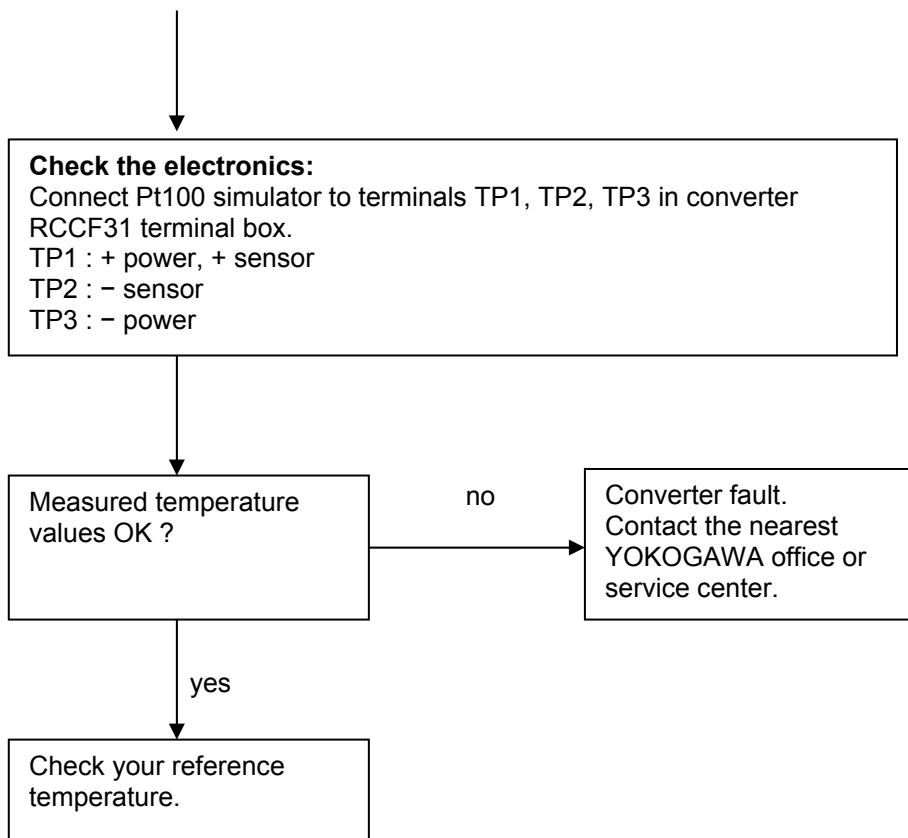 Check the electronics:
Connect Pt100 simulator to terminals TP1, TP2, TP3 in converter
RCCF31 terminal box.
TP1 : + power, + sensor
TP2 : − sensor
TP3 : − power
Measured temperature
values OK ?
no
Converter fault.
Contact the nearest
YOKOGAWA office or
service center.
yes
Check your reference
temperature.